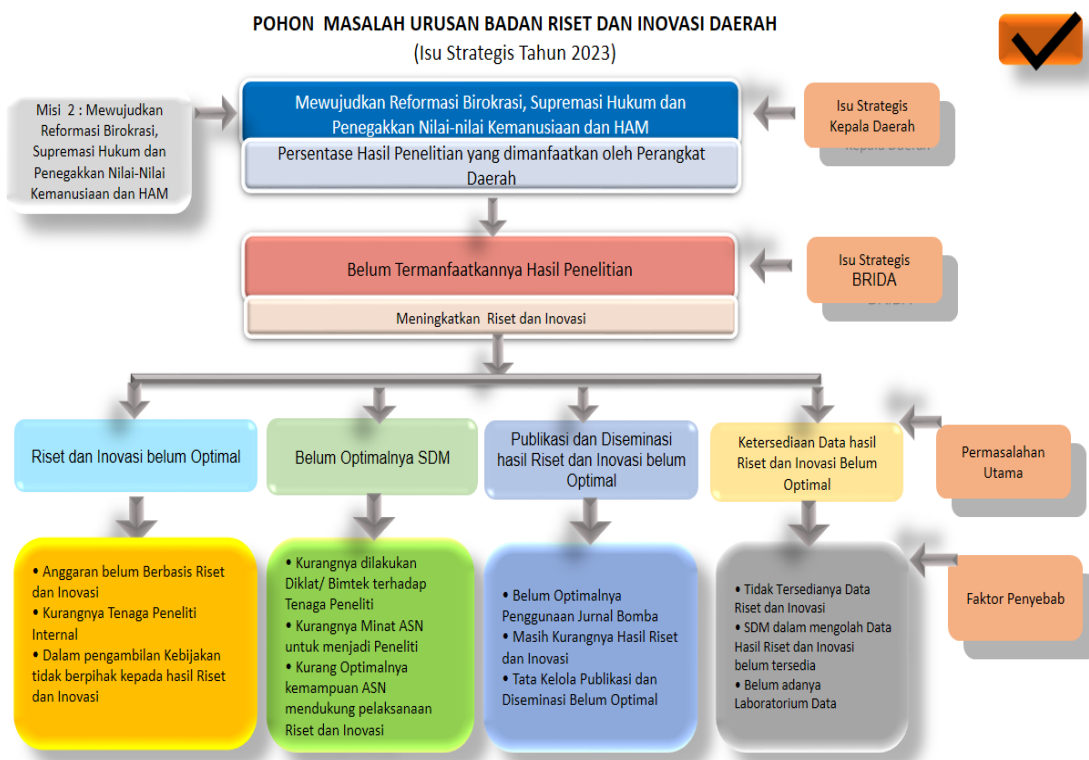 POHON MASALAH URUSAN BADAN RISET DAN INOVASI DAERAH
(Isu Strategis Tahun 2023)
Misi 2 : Mewujudkan
Reformasi Birokrasi,
Supremasi Hukum dan
Penegakkan Nilai-Nilai
Kemanusiaan dan HAM
Mewujudkan Reformasi Birokrasi, Supremasi Hukum dan
Penegakkan Nilai-nilai Kemanusiaan dan HAM
Persentase Hasil Penelitian yang dimanfaatkan oleh Perangkat
Daerah
Isu Strategis
Kepala Daerah
Belum Termanfaatkannya Hasil Penelitian
Meningkatkan Riset dan Inovasi
Isu Strategis
BRIDA
Riset dan Inovasi belum Optimal
Belum Optimalnya SDM
Publikasi dan Diseminasi
hasil Riset dan Inovasi belum
Optimal
Ketersediaan Data hasil
Riset dan Inovasi Belum
Optimal
Permasalahan
Utama
• Anggaran belum Berbasis Riset
dan Inovasi
• Kurangnya Tenaga Peneliti
Internal
• Dalam pengambilan Kebijakan
tidak berpihak kepada hasil Riset
dan Inovasi
• Kurangnya dilakukan
Diklat/ Bimtek terhadap
Tenaga Peneliti
• Kurangnya Minat ASN
untuk menjadi Peneliti
• Kurang Optimalnya
kemampuan ASN
mendukung pelaksanaan
Riset dan Inovasi
• Belum Optimalnya
Penggunaan Jurnal Bomba
• Masih Kurangnya Hasil Riset
dan Inovasi
• Tata Kelola Publikasi dan
Diseminasi Belum Optimal
• Tidak Tersedianya Data
Riset dan Inovasi
• SDM dalam mengolah Data
Hasil Riset dan Inovasi
belum tersedia
• Belum adanya
Laboratorium Data
Faktor Penyebab